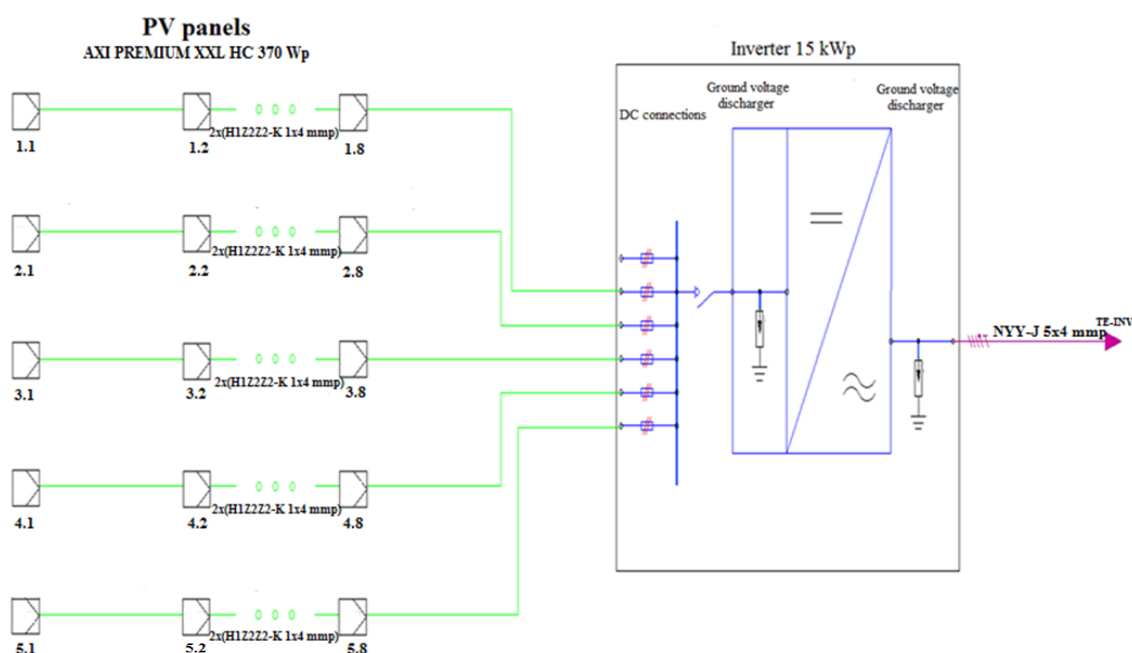 PV panels
AXI PREMIUM XXL HC 370 Wp
Inverter 15 kWp
Ground voltage
discharger
Ground voltage
discharger
DC connections
2x(H1Z2Z2-K 1x4 mmp)
1.1
1.2
1.8
2x(H1Z2Z2-K 1x4 mmp)
2.1
2.2
2.8
TE-INV
NYY-J 5x4 mmp
2x(H1Z2Z2-K 1x4 mmp)
3.1
3.2
3.8
2x(H1Z2Z2-K 1x4 mmp)
4.1
4.2
4.8
2x(H1Z2Z2-K 1x4 mmp)
5.1
5.2
5.8